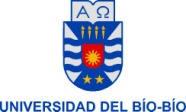 Α Ω
UNIVERSIDAD DEL BÍO-BÍO